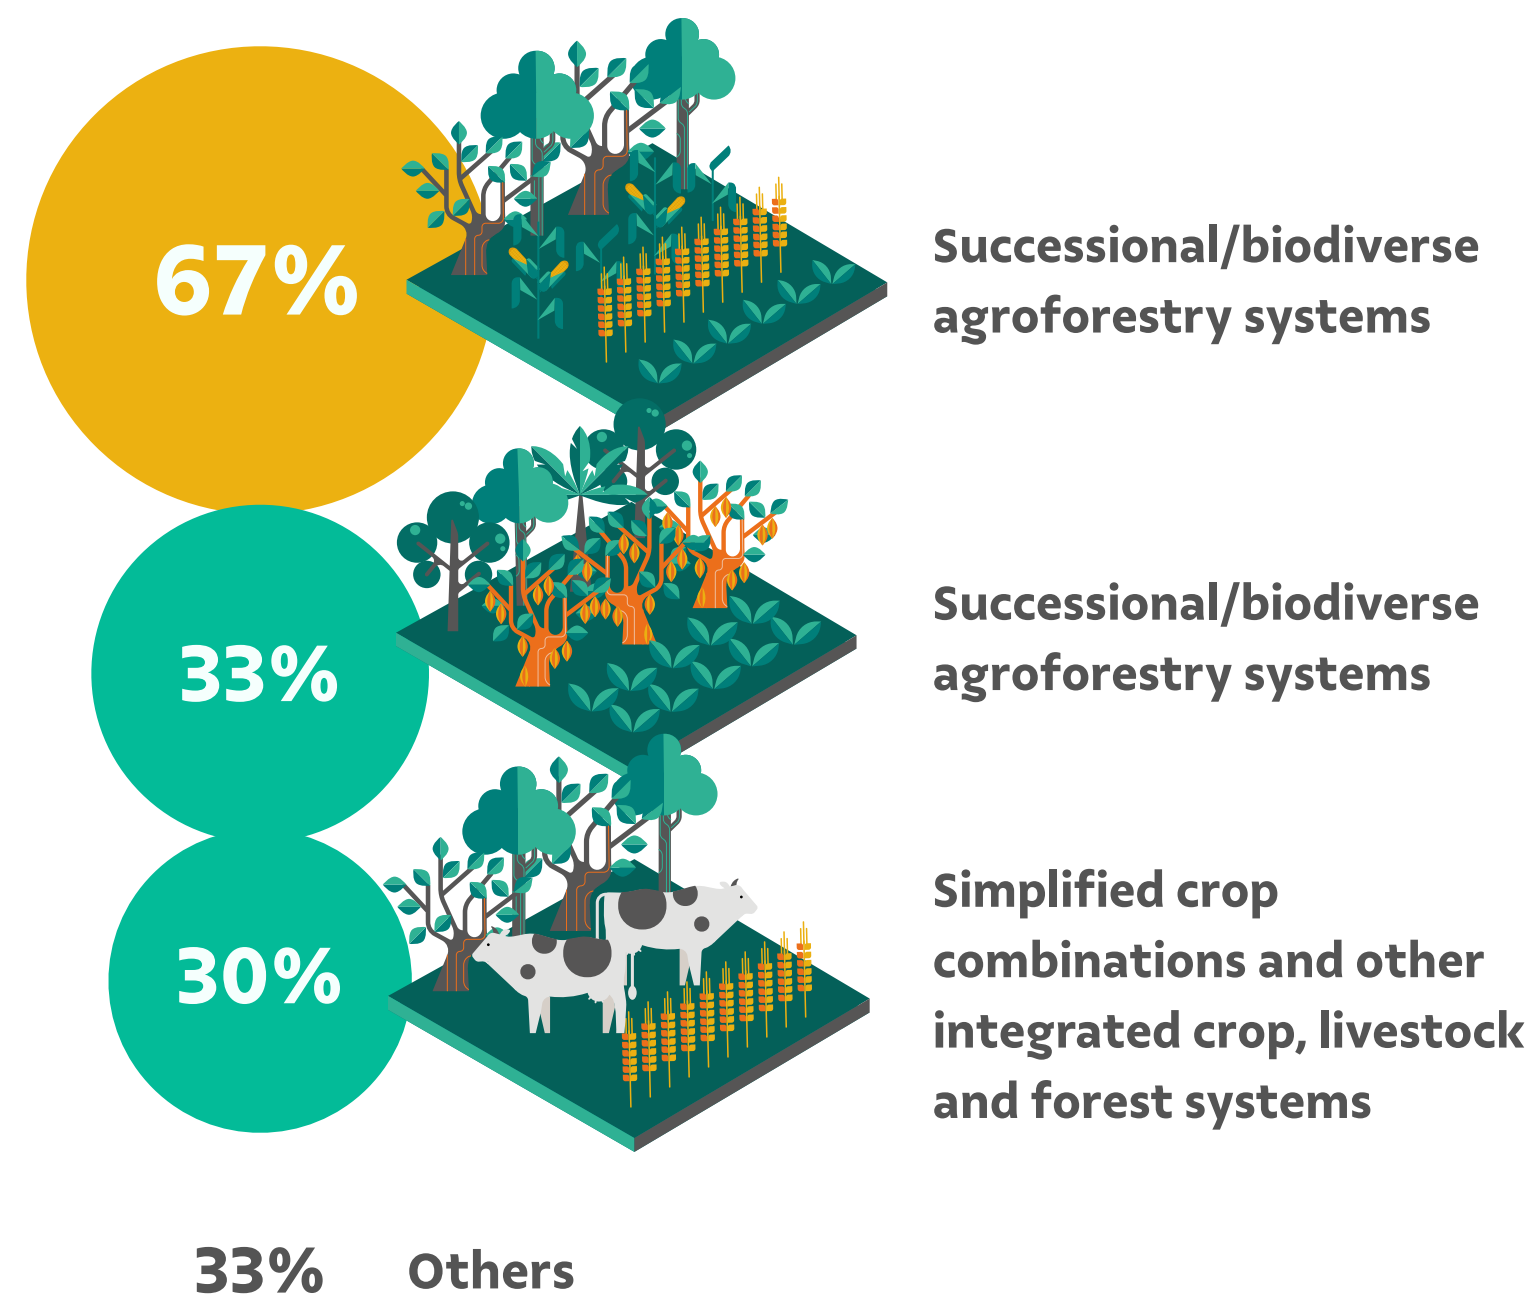 67%
Successional/biodiverse
agroforestry systems
33%
Successional/biodiverse
agroforestry systems
30%
Simplified crop
combinations and other
integrated crop, livestock
and forest systems
33% Others